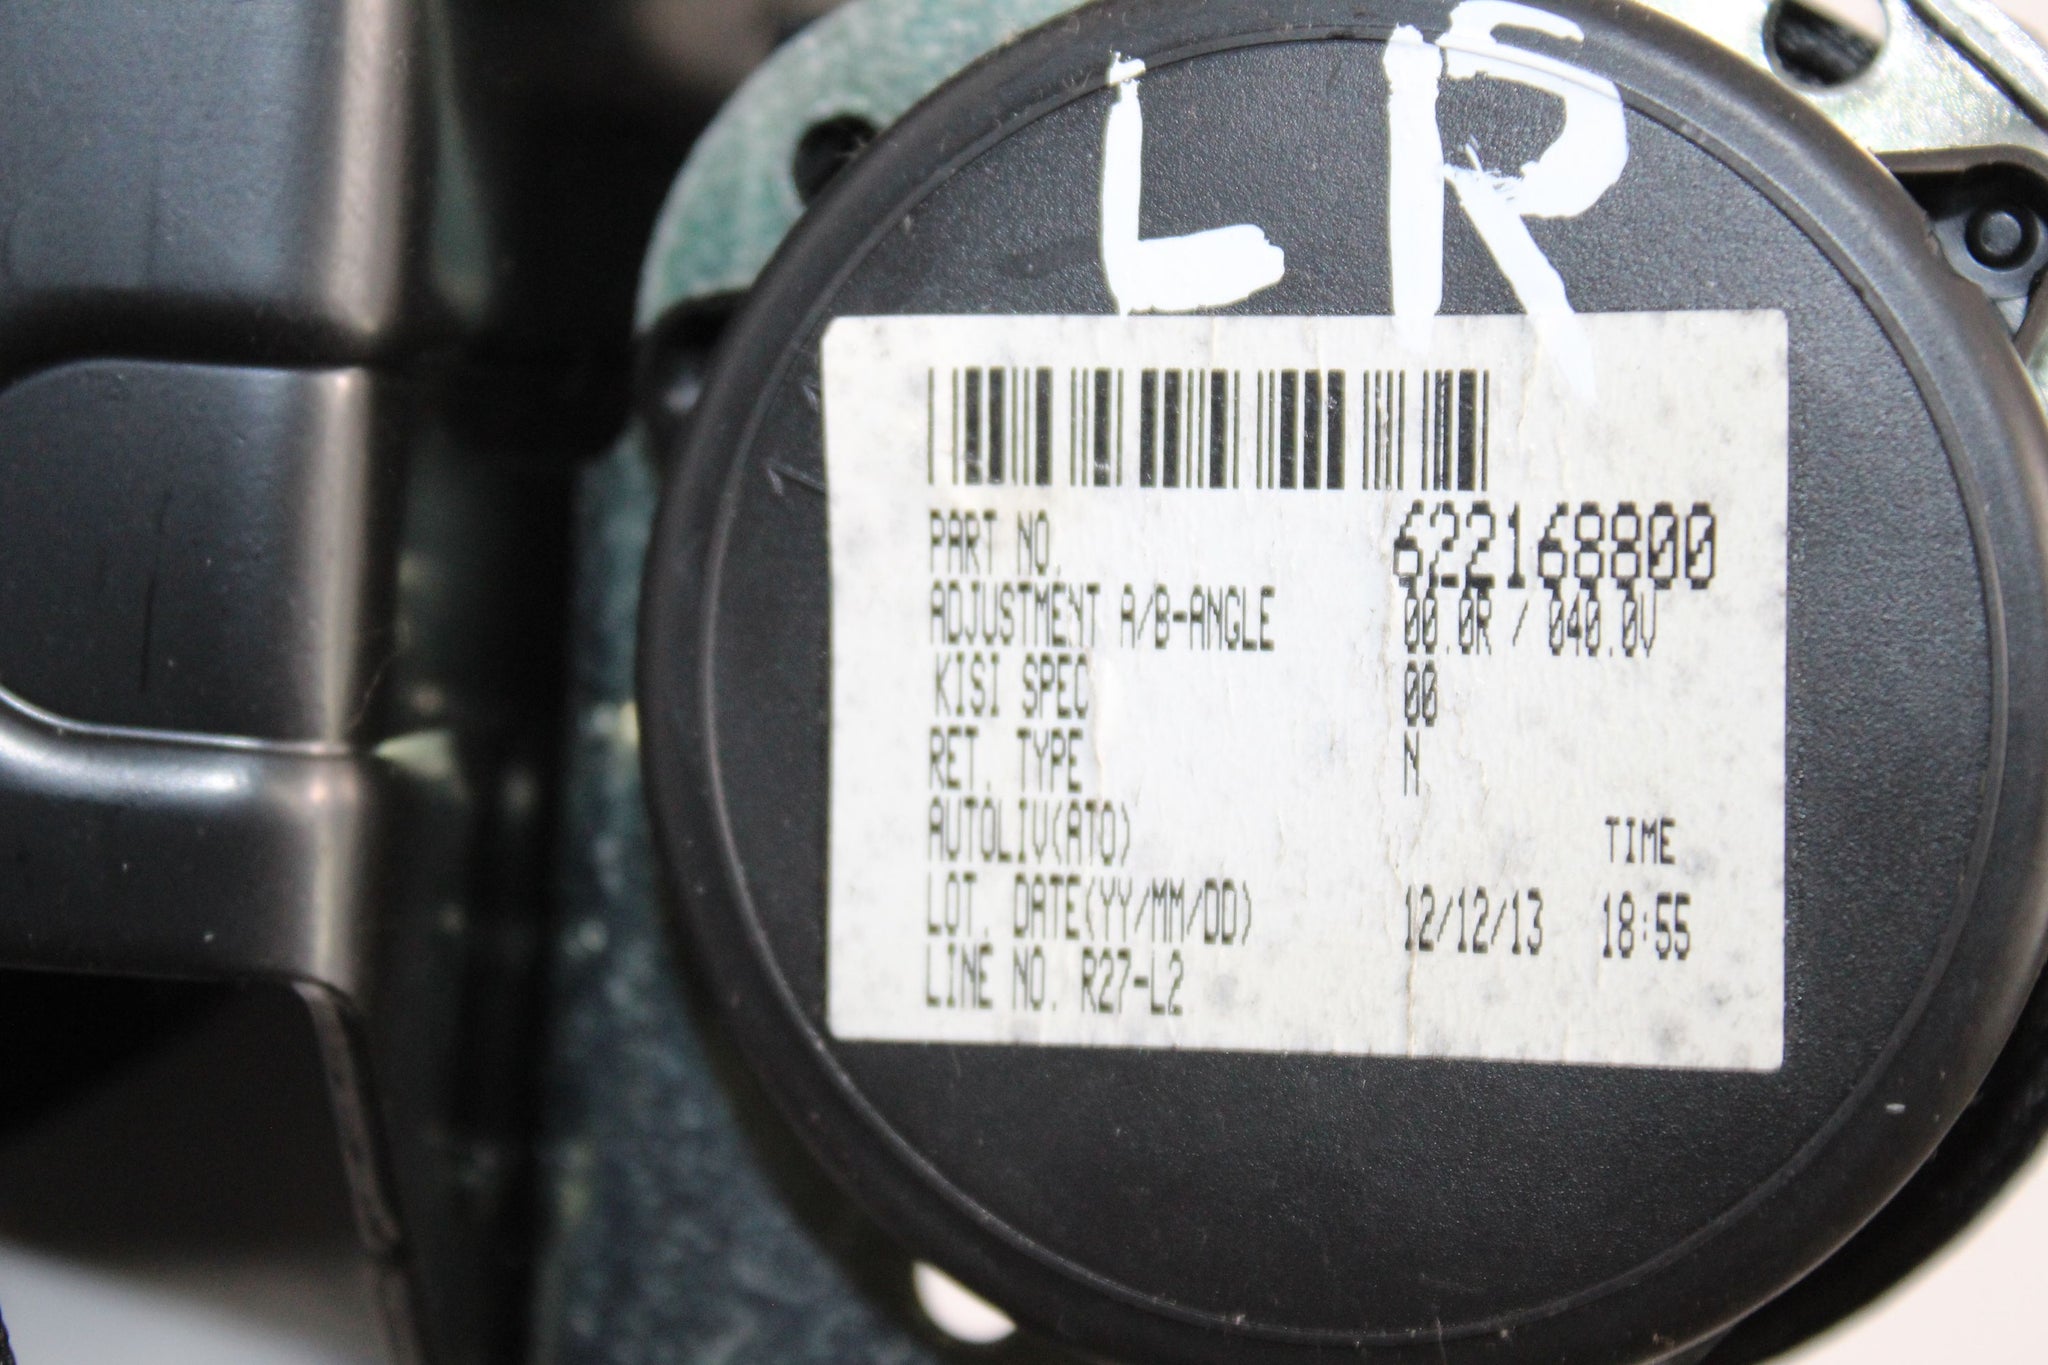 LR
PART NO. 622168800
ADJUSTMENT A/B-ANGLE 00.0R / 040.0V
KISI SPEC 00
RET. TYPE N
AUTOLIV(ATO) TIME
LOT. DATE(YY/MM/DD) 12/12/13 18:55
LINE NO. R27-L2